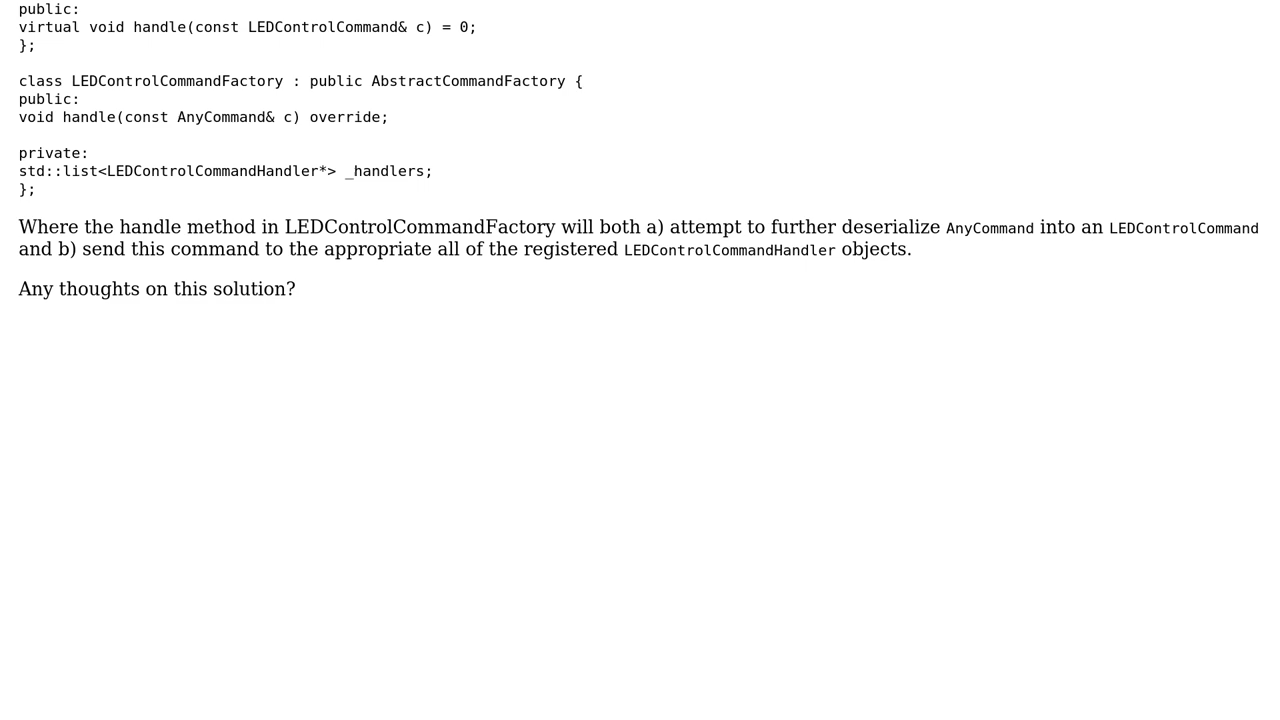 public:
virtual void handle(const LEDControlCommand& c) = 0;
};
class LEDControlCommandFactory : public AbstractCommandFactory {
public:
void handle(const AnyCommand& c) override;
private:
std::list<LEDControlCommandHandler*> _handlers;
};
Where the handle method in LEDControlCommandFactory will both a) attempt to further deserialize AnyCommand into an LEDControlCommand
and b) send this command to the appropriate all of the registered LEDControlCommandHandler objects.
Any thoughts on this solution?